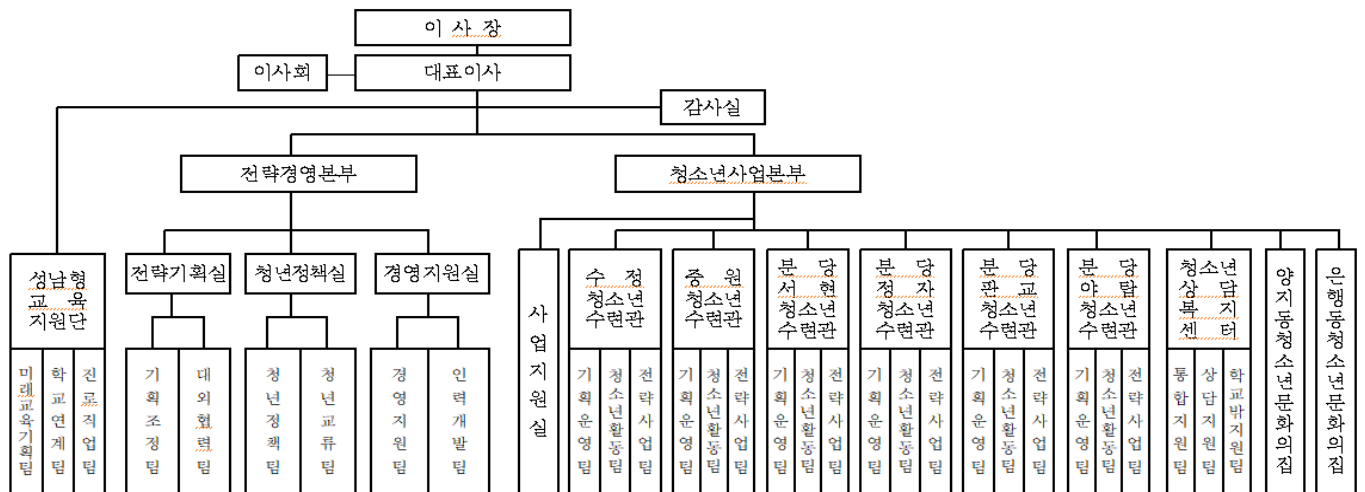 이 사 장
이사회
대표이사
감사실
전략경영본부
청소년사업본부
성남형
교 육
지원단
전략기획실
청년정책실
경영지원실
사업지원실
수 정
청소년
수련관
중 원
청소년
수련관
분 당
서 현
청소년
수련관
분 당
정 자
청소년
수련관
분 당
판 교
청소년
수련관
분 당
야 탑
청소년
수련관
청소년
상 담
복 지
센 터
양지동청소년문화의집
은행동청소년문화의집
미래교육기획팀
학교연계팀
진로직업팀
기획조정팀
대외협력팀
청년정책팀
청년교류팀
경영지원팀
인력개발팀
기획운영팀
청소년활동팀
전략사업팀
기획운영팀
청소년활동팀
전략사업팀
기획운영팀
청소년활동팀
전략사업팀
기획운영팀
청소년활동팀
전략사업팀
기획운영팀
청소년활동팀
전략사업팀
기획운영팀
청소년활동팀
전략사업팀
통합지원팀
상담지원팀
학교밖지원팀